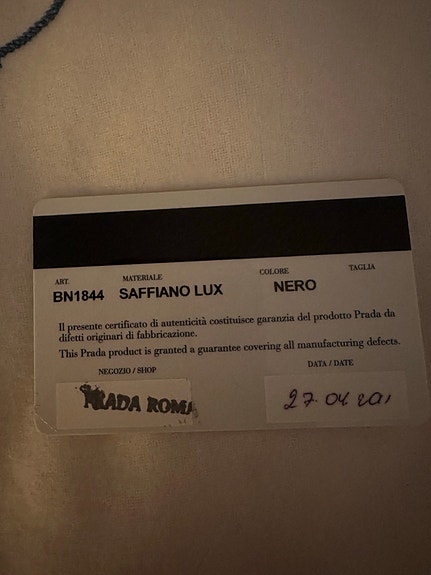 ART. MATERIALE COLORE TAGLIA
BN1844 SAFFIANO LUX NERO
Il presente certificato di autenticità costituisce garanzia del prodotto Prada da
difetti originari di fabbricazione.
This Prada product is granted a guarantee covering all manufacturing defects.
NEGOZIO / SHOP DATA / DATE
PRADA ROMA 27.04